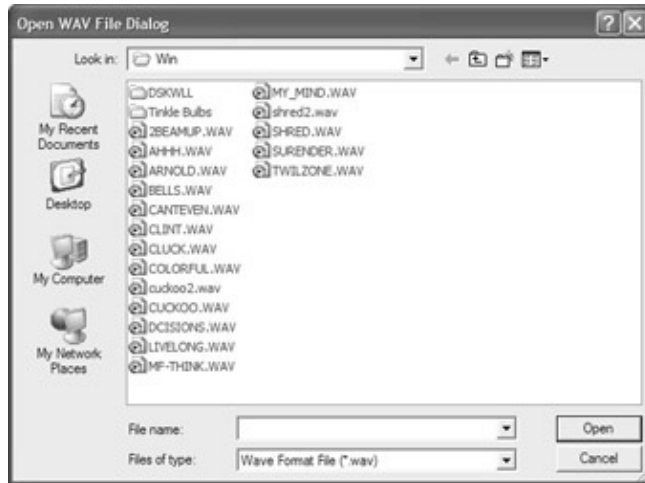 Open WAV File Dialog
Look in: Win
My Recent
Documents
Desktop
My Computer
My Network
Places
DSKWLL
Tinkle Bulbs
2BEAMUP.WAV
AHHH.WAV
ARNOLD.WAV
BELLS.WAV
CANTEVEN.WAV
CLINT.WAV
CLUCK.WAV
COLORFUL.WAV
cuckoo2.wav
CUCKOO.WAV
DCISIONS.WAV
LIVELONG.WAV
MF-THINK.WAV
MY_MIND.WAV
shred2.wav
SHRED.WAV
SURENDER.WAV
TWILZONE.WAV
File name:
Open
Files of type: Wave Format File (*.wav)
Cancel